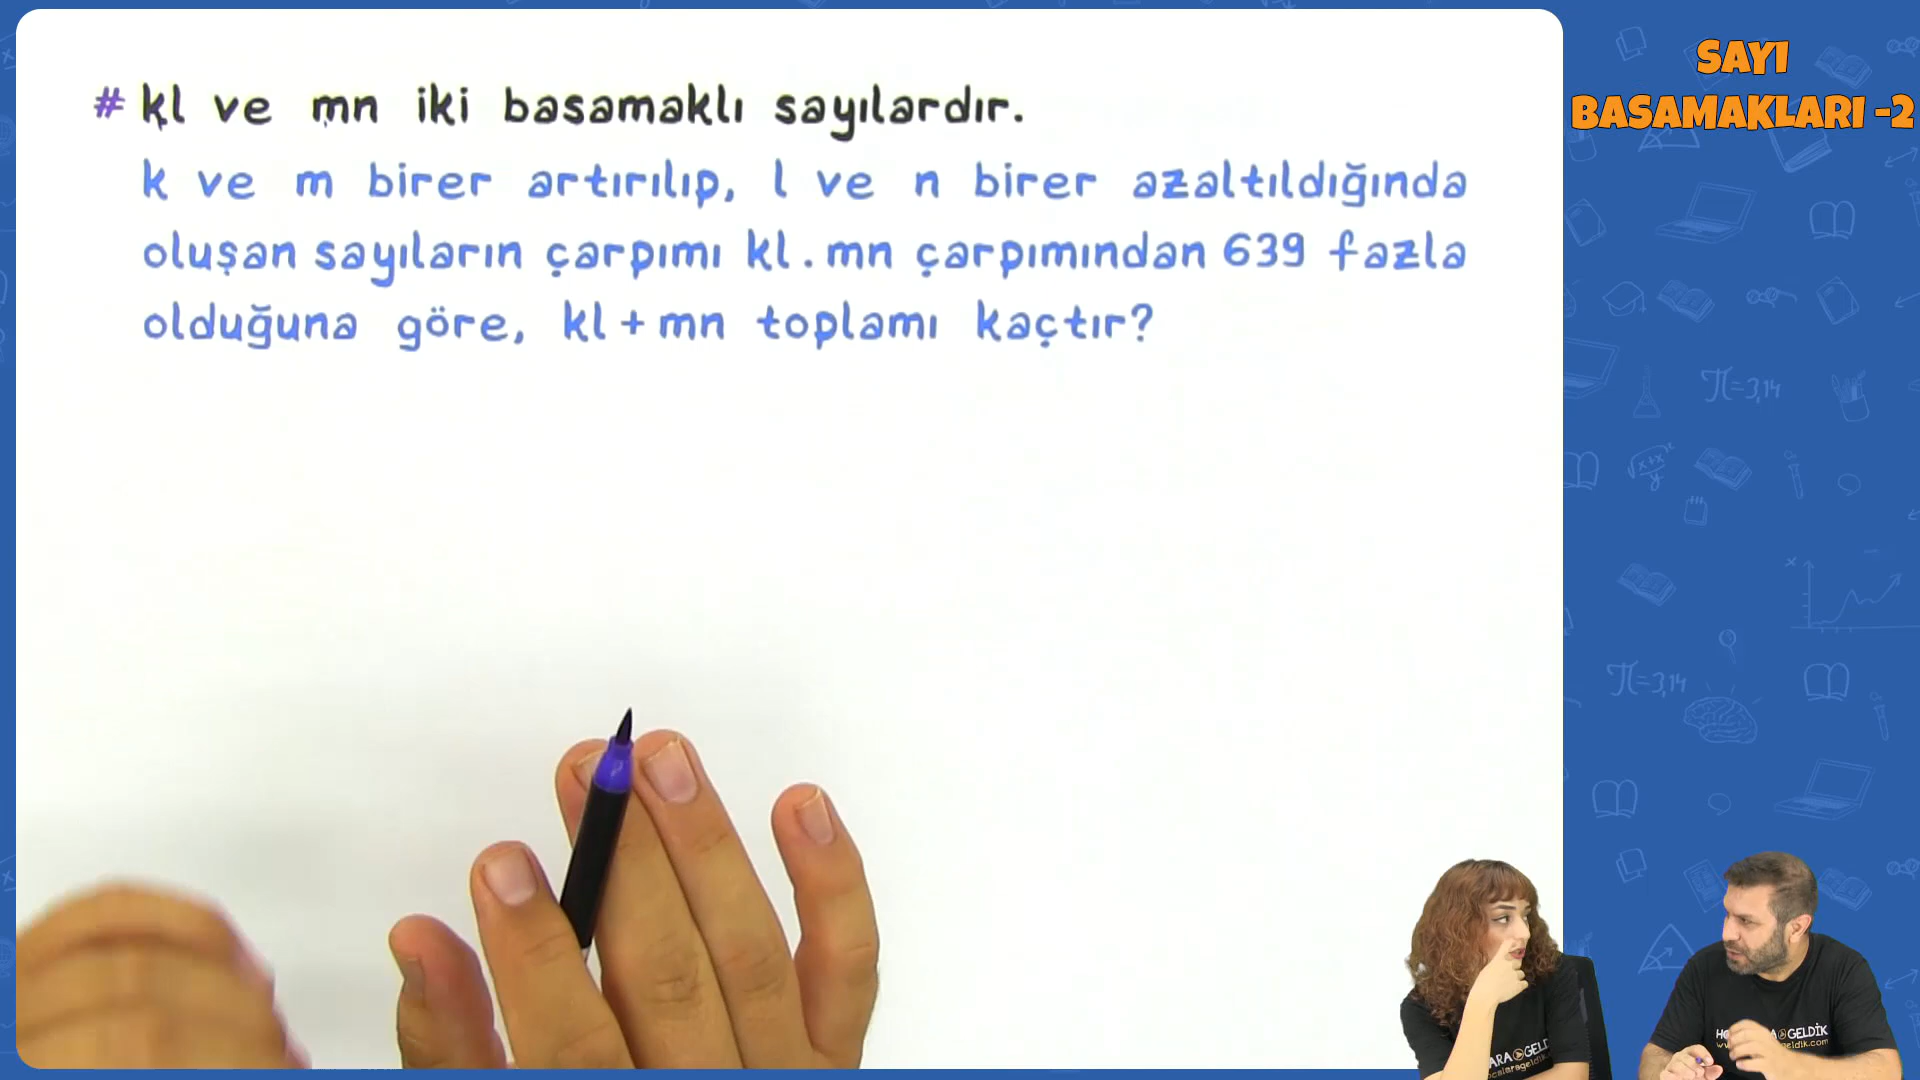 SAYI
BASAMAKLARI -2
# kl ve mn iki basamaklı sayılardır.
k ve m birer artırılıp, l ve n birer azaltıldığında
oluşan sayıların çarpımı kl . mn çarpımından 639 fazla
olduğuna göre, kl + mn toplamı kaçtır?
π=3,14
π=3,14